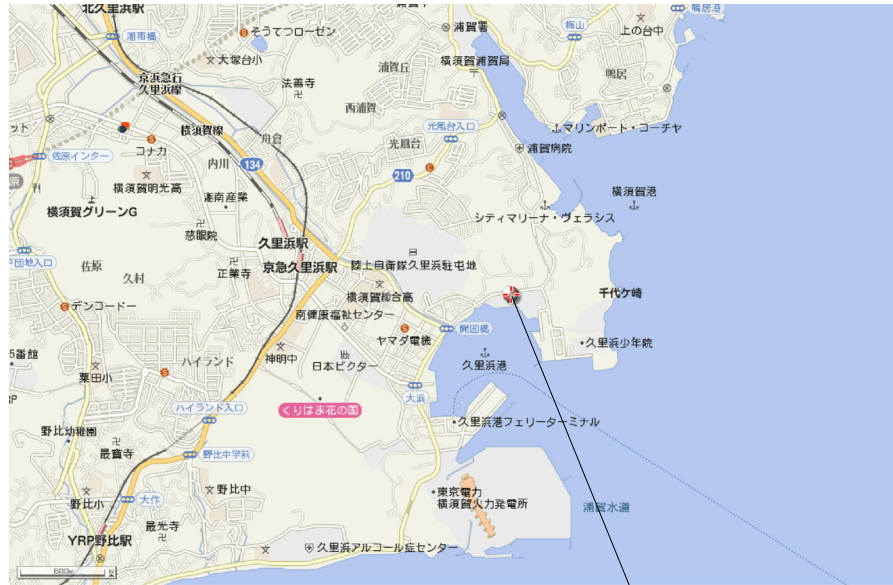 北久里浜駅
湘南橋
そうてつローゼン
大塚台小
浦賀署
梅山
上の台中
鴨居港
横須賀浦賀局
浦賀丘
鴨居
京浜急行
久里浜線
法善寺
西浦賀
横須賀線
舟倉
光風台
光風台入口
マリンポート・コーチヤ
浦賀病院
コナカ
佐原インター
内川
134
210
横須賀明光高
湘南産業
横須賀港
横須賀グリーンG
シティマリーナ・ヴェラシス
慈眼院
久里浜駅
団地入口
佐原
久村
正業寺
京急久里浜駅
陸上自衛隊久里浜駐屯地
横須賀総合高
千代ケ崎
デンコードー
南健康福祉センター
ヤマダ電機
開国橋
久里浜少年院
5番館
ハイランド
神明中
日本ビクター
久里浜港
粟田小
大浜
ハイランド入口
くりはま花の国
久里浜港フェリーターミナル
野比幼稚園
最宝寺
野比中学前
野比小
大作
野比中
東京電力
横須賀火力発電所
浦賀水道
最光寺
YRP野比駅
久里浜アルコール症センター
600m
N